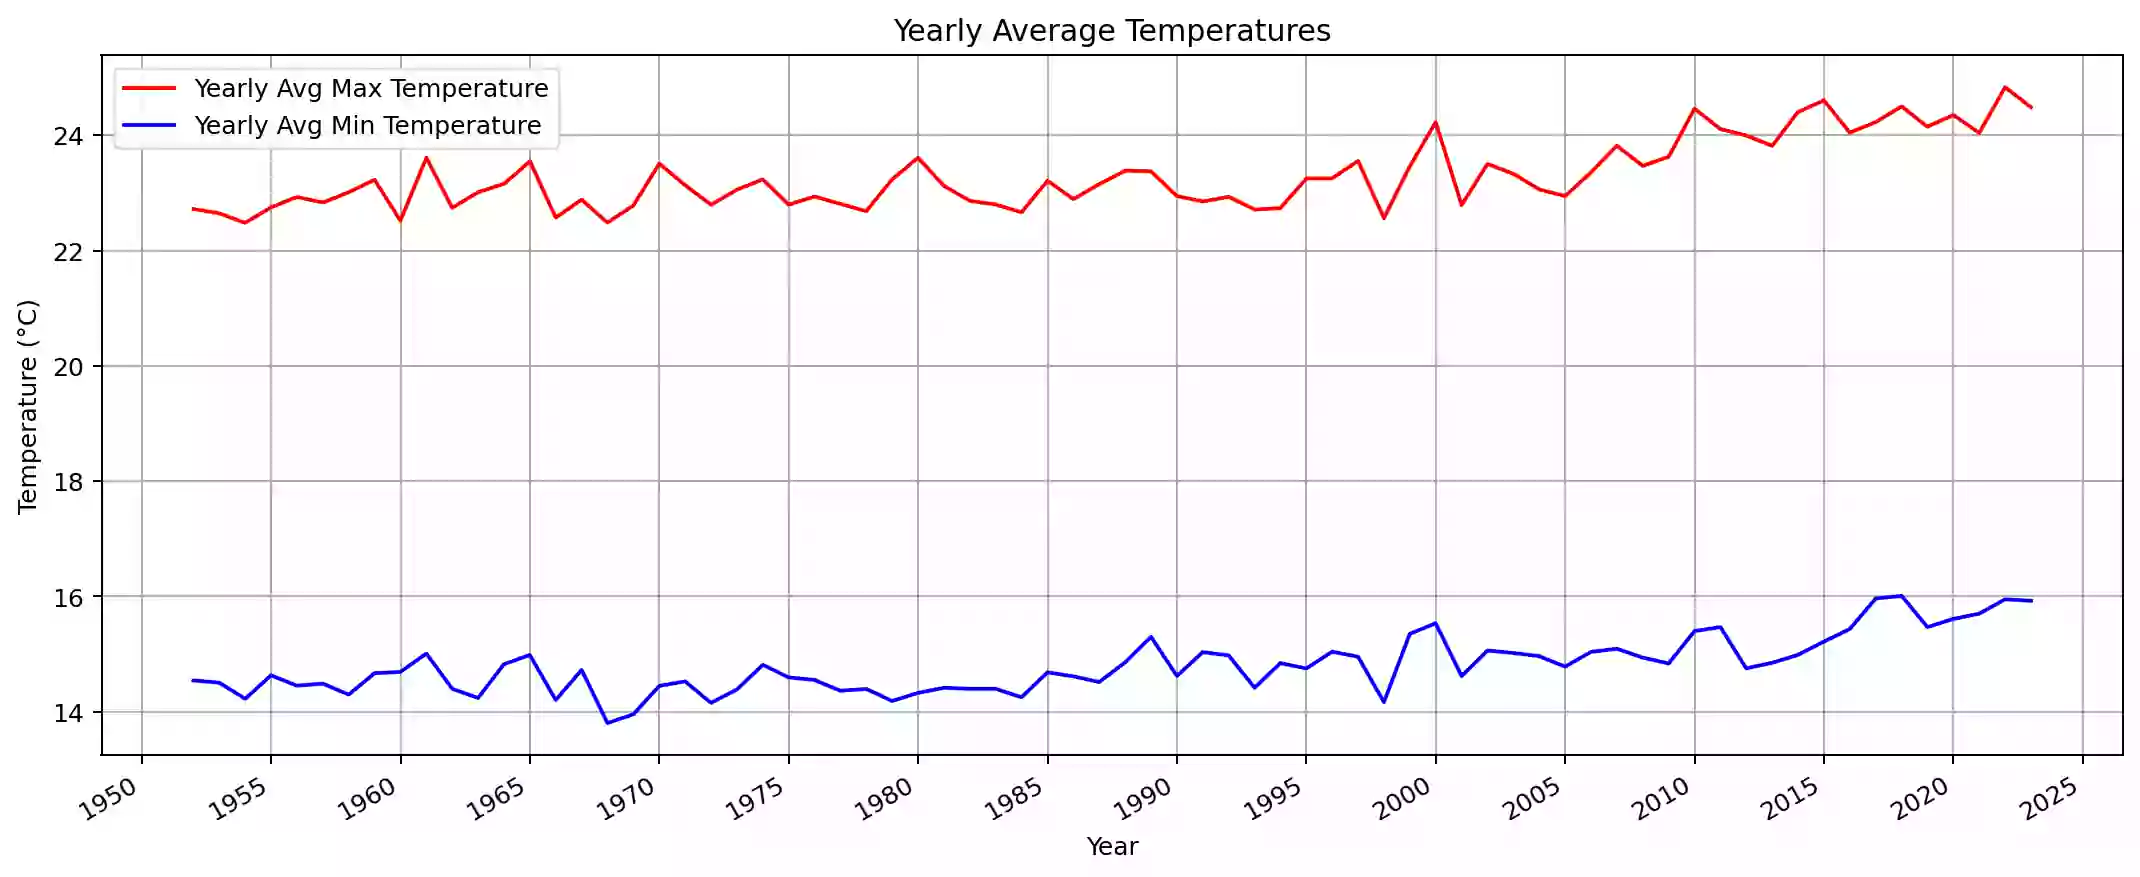 Yearly Average Temperatures
Yearly Avg Max Temperature
Yearly Avg Min Temperature
24
22
20
18
16
14
Temperature (°C)
1950 1955 1960 1965 1970 1975 1980 1985 1990 1995 2000 2005 2010 2015 2020 2025
Year